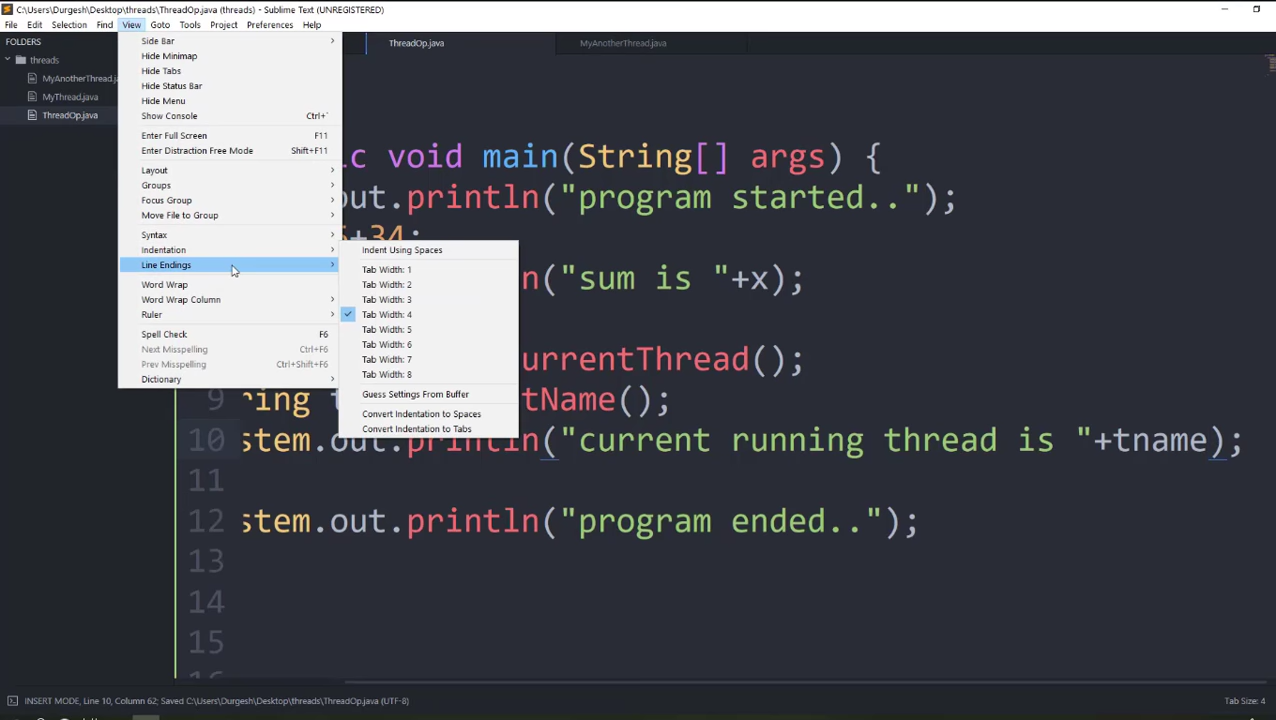 C:\Users\Durgesh\Desktop\threads\ThreadOp.java (threads) - Sublime Text (UNREGISTERED)
File Edit Selection Find View Goto Tools Project Preferences Help
FOLDERS
threads
MyAnotherThread.ja
MyThread.java
ThreadOp.java
ThreadOp.java
MyAnotherThread.java
Side Bar
Hide Minimap
Hide Tabs
Hide Status Bar
Hide Menu
Show Console Ctrl+`
Enter Full Screen F11
Enter Distraction Free Mode Shift+F11
Layout
Groups
Focus Group
Move File to Group
Syntax
Indentation
Line Endings
Word Wrap
Word Wrap Column
Ruler
Spell Check F6
Next Misspelling Ctrl+F6
Prev Misspelling Ctrl+Shift+F6
Dictionary
Indent Using Spaces
Tab Width: 1
Tab Width: 2
Tab Width: 3
Tab Width: 4
Tab Width: 5
Tab Width: 6
Tab Width: 7
Tab Width: 8
Guess Settings From Buffer
Convert Indentation to Spaces
Convert Indentation to Tabs
ic void main(String[] args) {
out.println("program started..");
+34;
n("sum is "+x);
urrentThread();
9 ring t tName();
10 stem.out.println("current running thread is "+tname);
11
12 stem.out.println("program ended..");
13
15
INSERT MODE, Line 10, Column 62; Saved C:\Users\Durgesh\Desktop\threads\ThreadOp.java (UTF-8)
Tab Size: 4